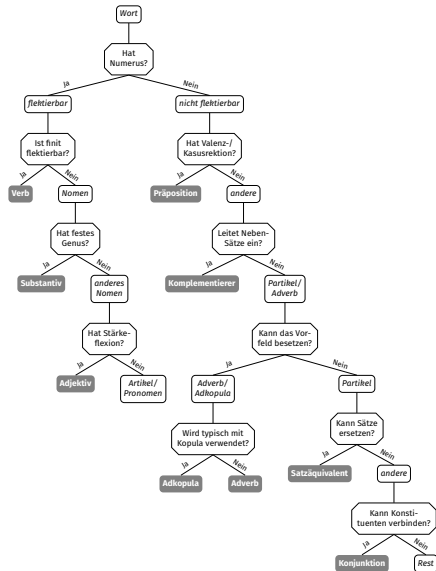 Wort
Hat
Numerus?
Ja
Nein
flektierbar
nicht flektierbar
Ist finit
flektierbar?
Hat Valenz-/
Kasusrektion?
Ja
Nein
Ja
Nein
Verb
Nomen
Präposition
andere
Hat festes
Genus?
Leitet Neben-
Sätze ein?
Ja
Nein
Ja
Nein
Substantiv
anderes
Nomen
Komplementierer
Partikel/
Adverb
Hat Stärke-
flexion?
Kann das Vor-
feld besetzen?
Ja
Nein
Ja
Nein
Adjektiv
Artikel/
Pronomen
Adverb/
Adkopula
Partikel
Wird typisch mit
Kopula verwendet?
Kann Sätze
ersetzen?
Ja
Nein
Ja
Nein
Adkopula
Adverb
Satzäquivalent
andere
Kann Konsti-
tuenten verbinden?
Ja
Nein
Konjunktion
Rest